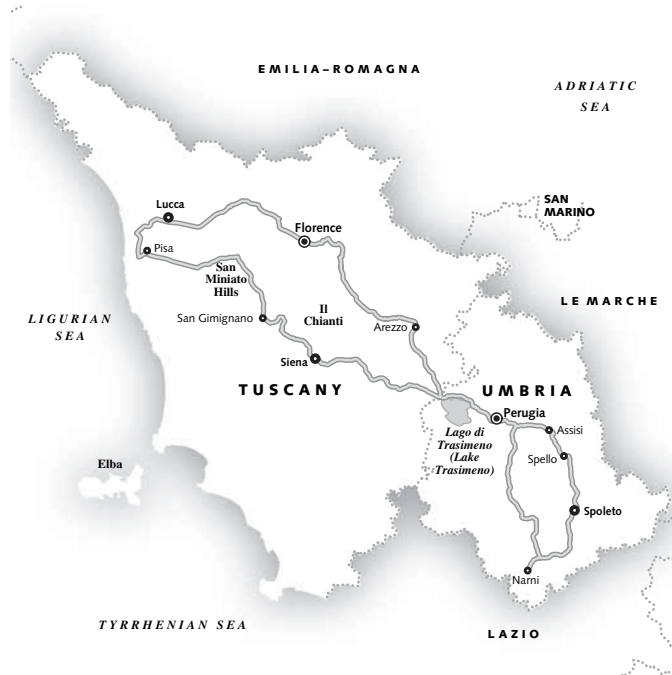 EMILIA–ROMAGNA
ADRIATIC
SEA
SAN
MARINO
Lucca
Florence
Pisa
San
Miniato
Hills
LE MARCHE
LIGURIAN
SEA
San Gimignano
Il
Chianti
Arezzo
Siena
TUSCANY
UMBRIA
Perugia
Assisi
Lago di
Trasimeno
(Lake
Trasimeno)
Spello
Elba
Spoleto
Narni
TYRRHENIAN SEA
LAZIO